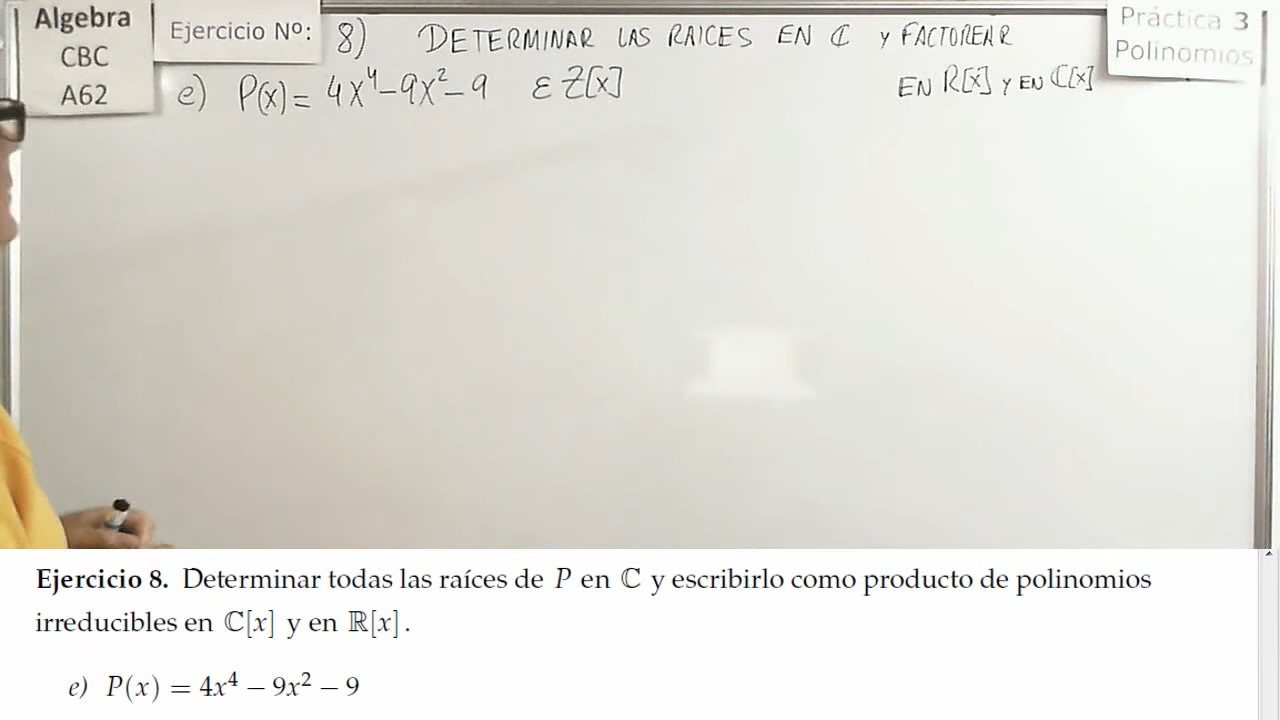 Algebra
CBC
A62
Ejercicio Nº:
8) DETERMINAR LAS RAICES EN ℂ Y FACTOREAR
EN R[x] Y EN ℂ[x]
e) P(x) = 4x⁴ - 9x² - 9 ε Z[x]
Práctica 3
Polinomios
Ejercicio 8. Determinar todas las raíces de P en ℂ y escribirlo como producto de polinomios
irreducibles en ℂ[x] y en ℝ[x].
e) P(x) = 4x⁴ − 9x² − 9